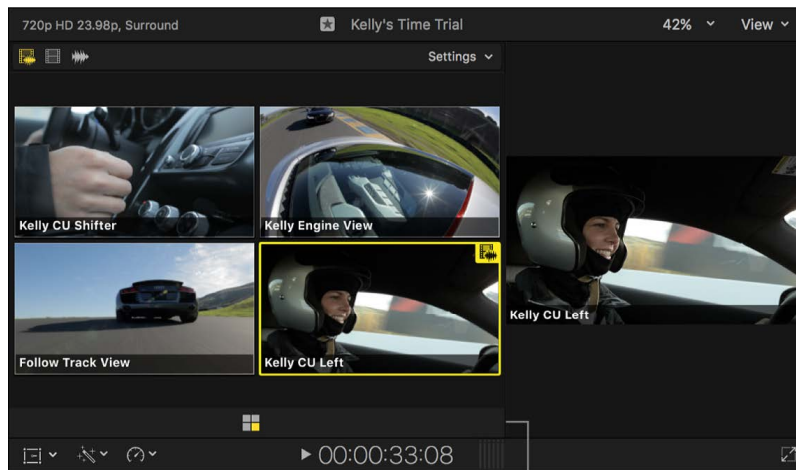 720p HD 23.98p, Surround
Kelly's Time Trial
42%
View
Settings
Kelly CU Shifter
Kelly Engine View
Follow Track View
Kelly CU Left
Kelly CU Left
00:00:33:08